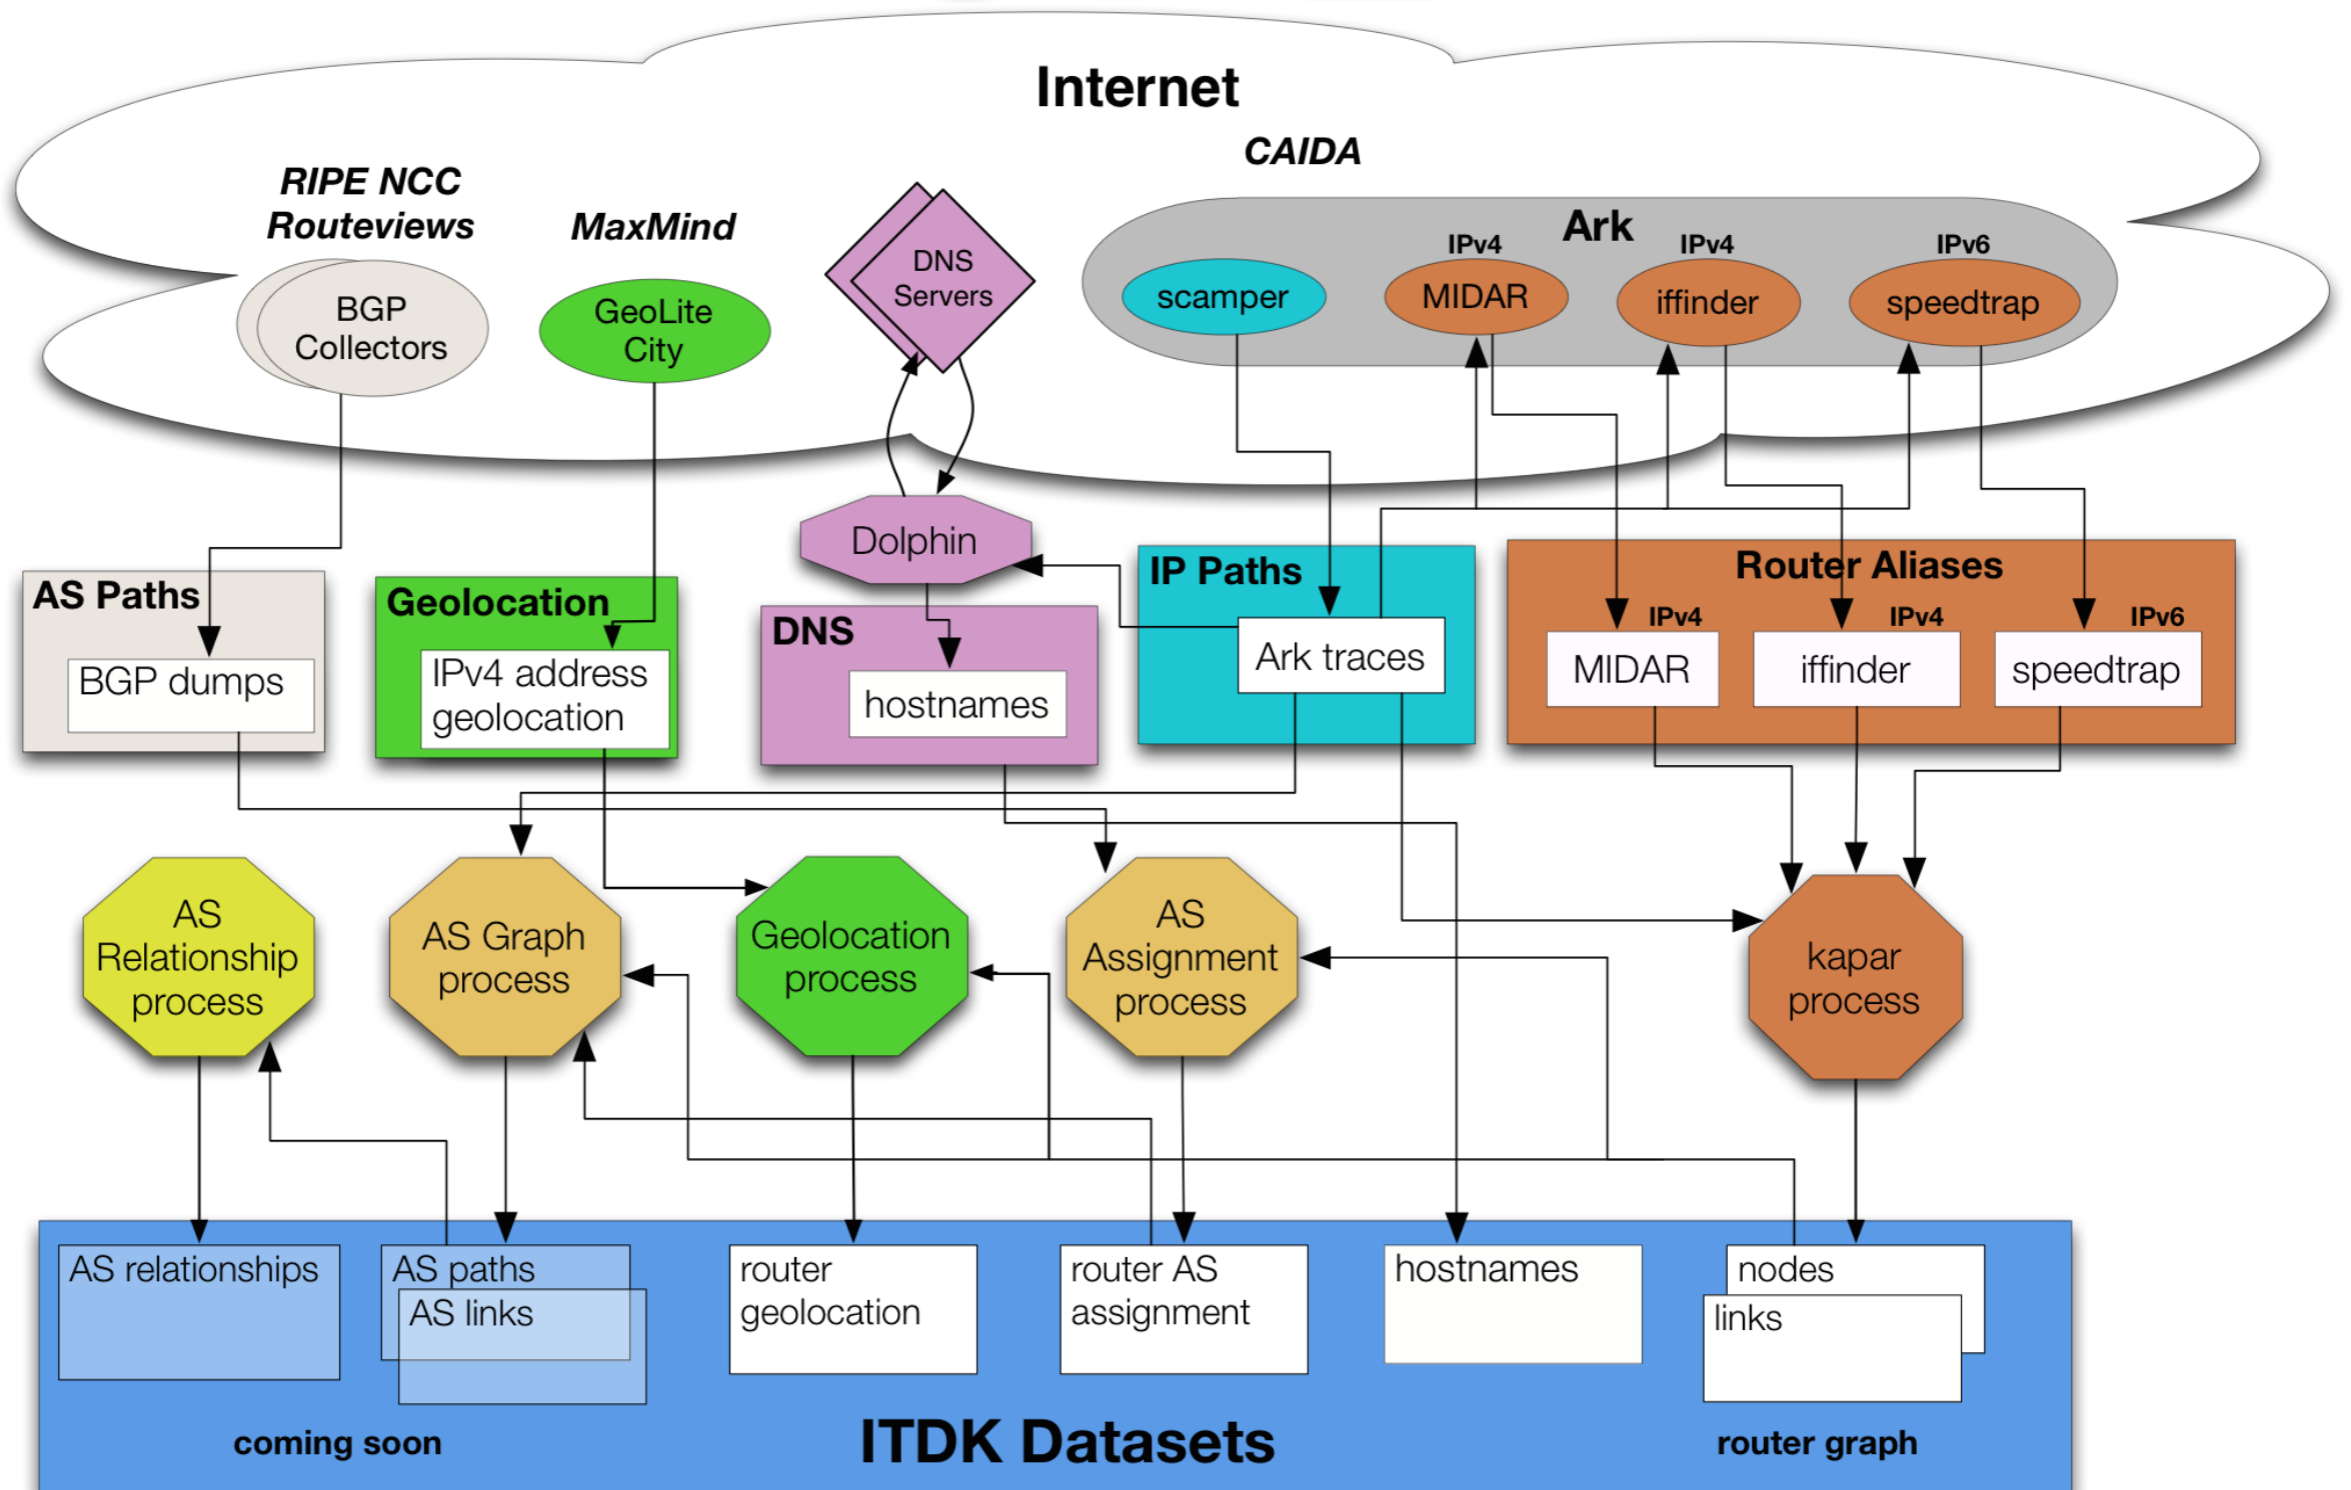 Internet
CAIDA
RIPE NCC
Routeviews
MaxMind
BGP
Collectors
GeoLite
City
DNS
Servers
Ark
IPv4
IPv4
IPv6
scamper
MIDAR
iffinder
speedtrap
Dolphin
AS Paths
BGP dumps
Geolocation
IPv4 address
geolocation
DNS
hostnames
IP Paths
Ark traces
Router Aliases
IPv4
IPv4
IPv6
MIDAR
iffinder
speedtrap
AS
Relationship
process
AS Graph
process
Geolocation
process
AS
Assignment
process
kapar
process
AS relationships
AS paths
AS links
router
geolocation
router AS
assignment
hostnames
nodes
links
coming soon
ITDK Datasets
router graph